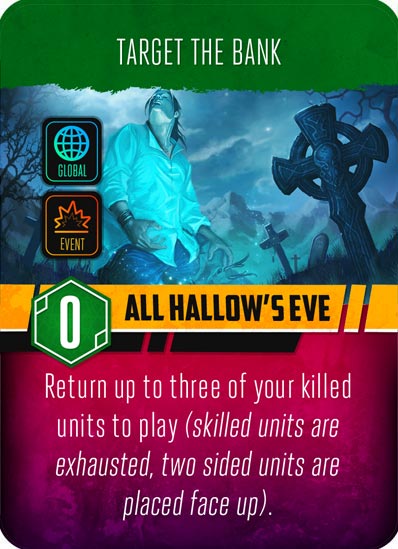 TARGET THE BANK
GLOBAL
EVENT
0
ALL HALLOW'S EVE
Return up to three of your killed
units to play (skilled units are
exhausted, two sided units are
placed face up).